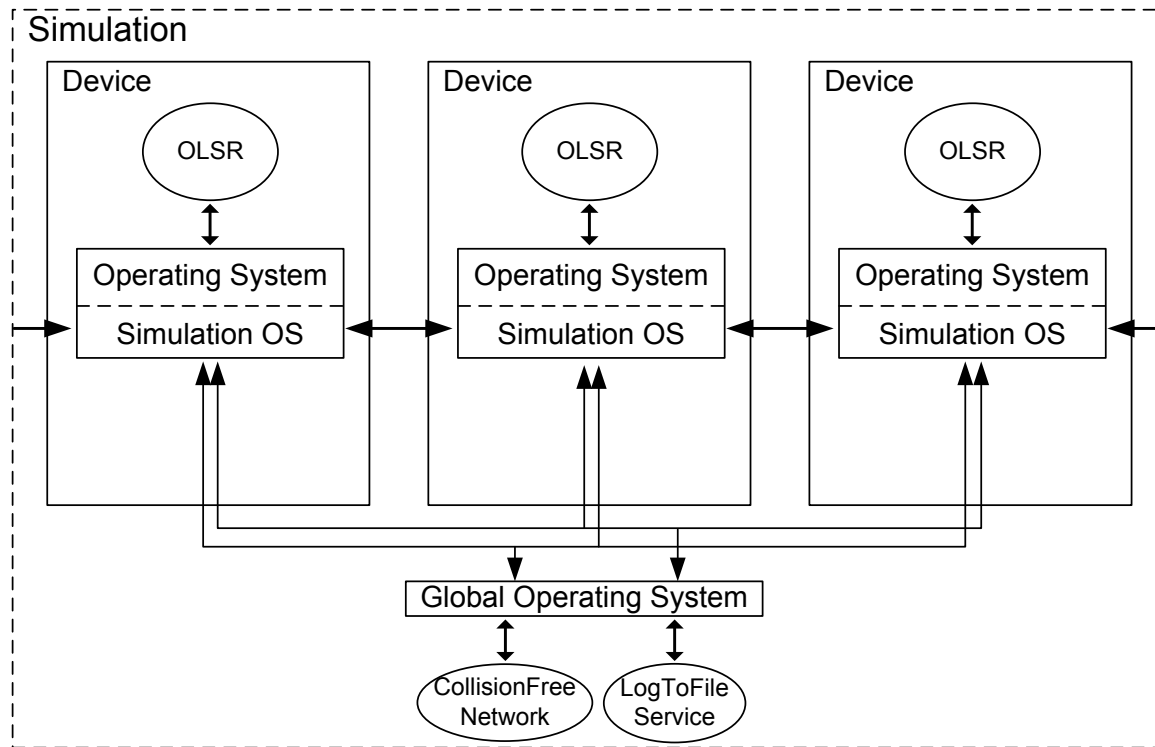 Simulation
Device
Device
Device
OLSR
OLSR
OLSR
Operating System
Operating System
Operating System
Simulation OS
Simulation OS
Simulation OS
Global Operating System
CollisionFree
Network
LogToFile
Service